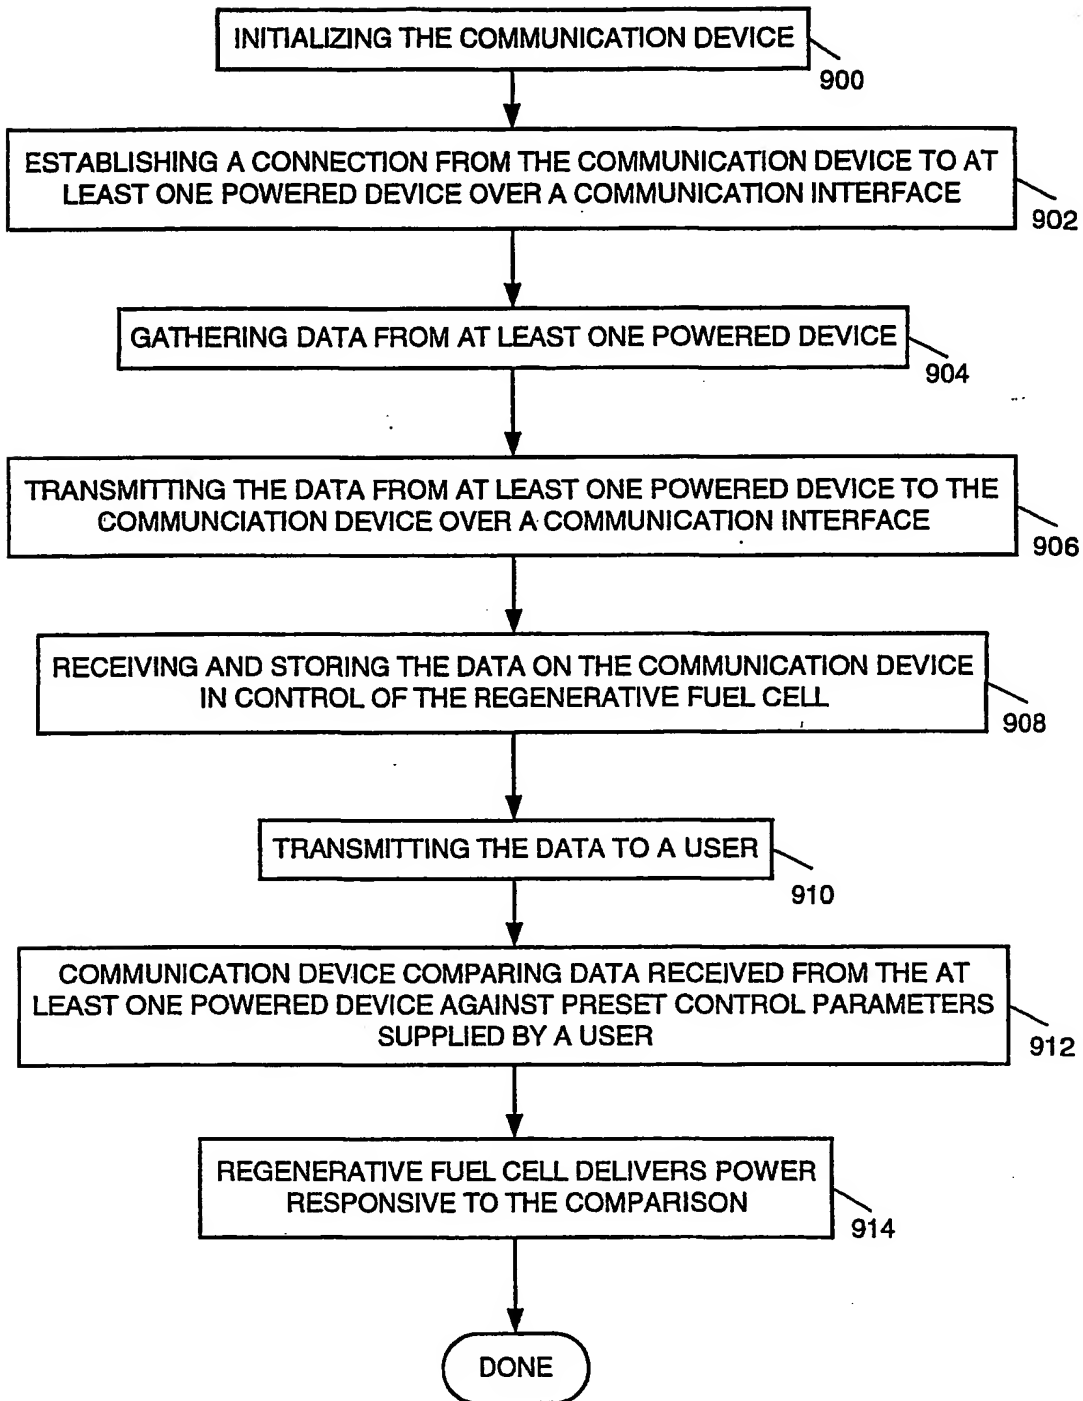 INITIALIZING THE COMMUNICATION DEVICE
900
ESTABLISHING A CONNECTION FROM THE COMMUNICATION DEVICE TO AT
LEAST ONE POWERED DEVICE OVER A COMMUNICATION INTERFACE
902
GATHERING DATA FROM AT LEAST ONE POWERED DEVICE
904
TRANSMITTING THE DATA FROM AT LEAST ONE POWERED DEVICE TO THE
COMMUNCIATION DEVICE OVER A COMMUNICATION INTERFACE
906
RECEIVING AND STORING THE DATA ON THE COMMUNICATION DEVICE
IN CONTROL OF THE REGENERATIVE FUEL CELL
908
TRANSMITTING THE DATA TO A USER
910
COMMUNICATION DEVICE COMPARING DATA RECEIVED FROM THE AT
LEAST ONE POWERED DEVICE AGAINST PRESET CONTROL PARAMETERS
SUPPLIED BY A USER
912
REGENERATIVE FUEL CELL DELIVERS POWER
RESPONSIVE TO THE COMPARISON
914
DONE